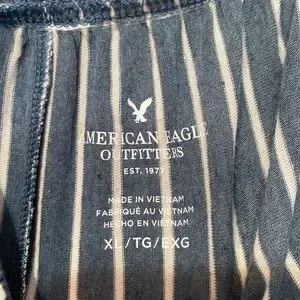 AMERICAN EAGLE
OUTFITTERS
EST. 1977
MADE IN VIETNAM
FABRIQUÉ AU VIETNAM
HECHO EN VIETNAM
XL/TG/EXG